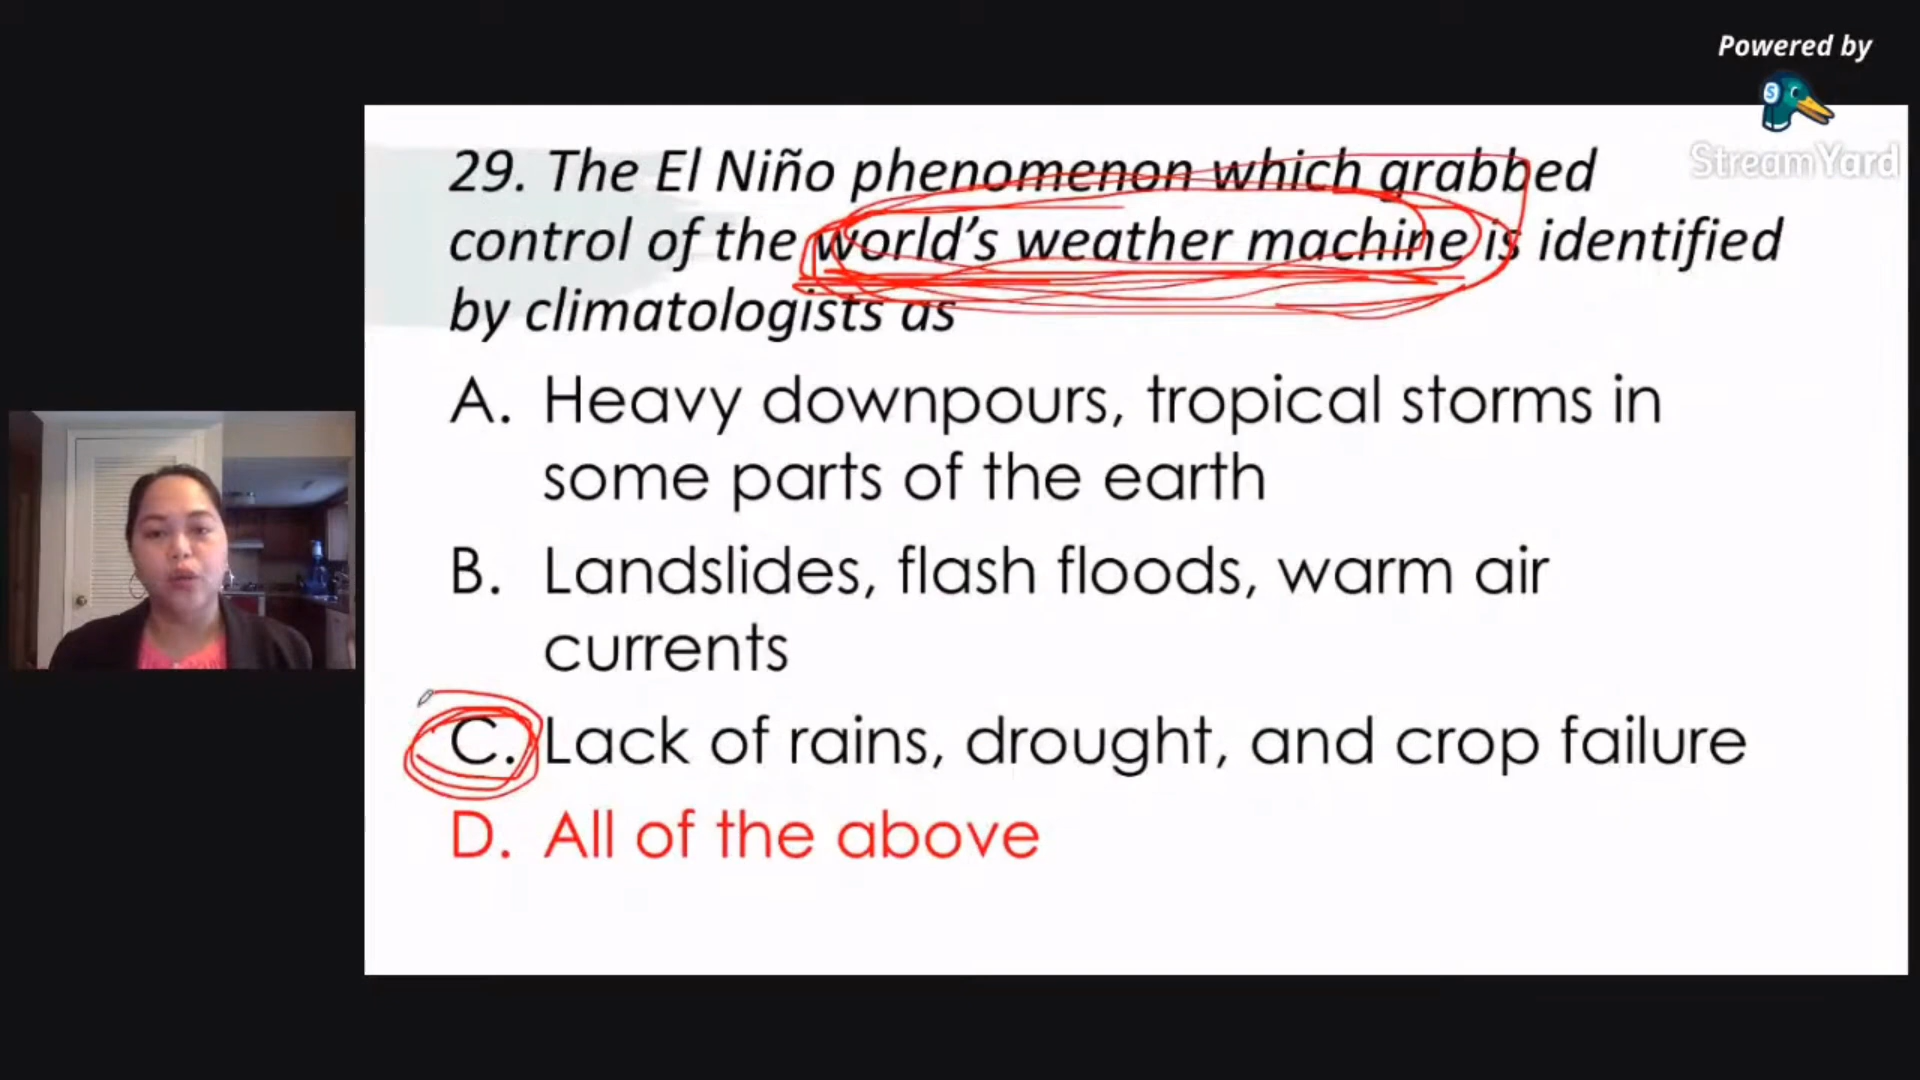 Powered by
StreamYard
29. The El Niño phenomenon which grabbed
control of the world's weather machine is identified
by climatologists as
A. Heavy downpours, tropical storms in
some parts of the earth
B. Landslides, flash floods, warm air
currents
C. Lack of rains, drought, and crop failure
D. All of the above